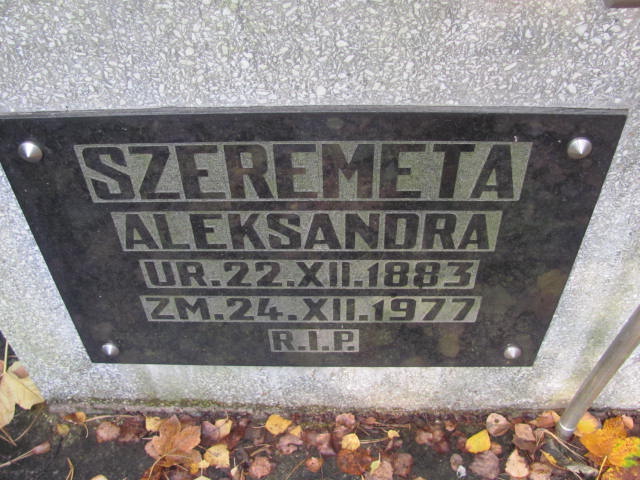 SZEREMETA
ALEKSANDRA
UR.22.XII.1883
ZM.24.XII.1977
R.I.P.